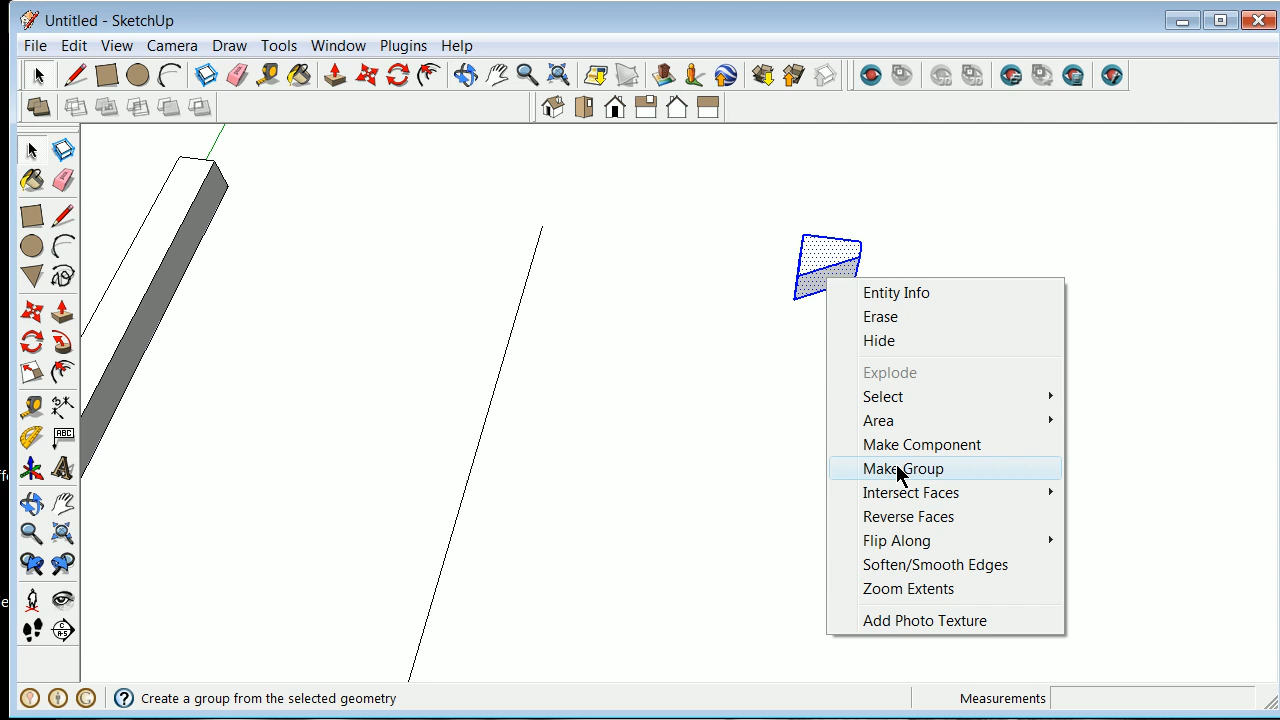 Untitled - SketchUp
File Edit View Camera Draw Tools Window Plugins Help
Entity Info
Erase
Hide
Explode
Select
Area
Make Component
Make Group
Intersect Faces
Reverse Faces
Flip Along
Soften/Smooth Edges
Zoom Extents
Add Photo Texture
ABC
A
Create a group from the selected geometry
Measurements